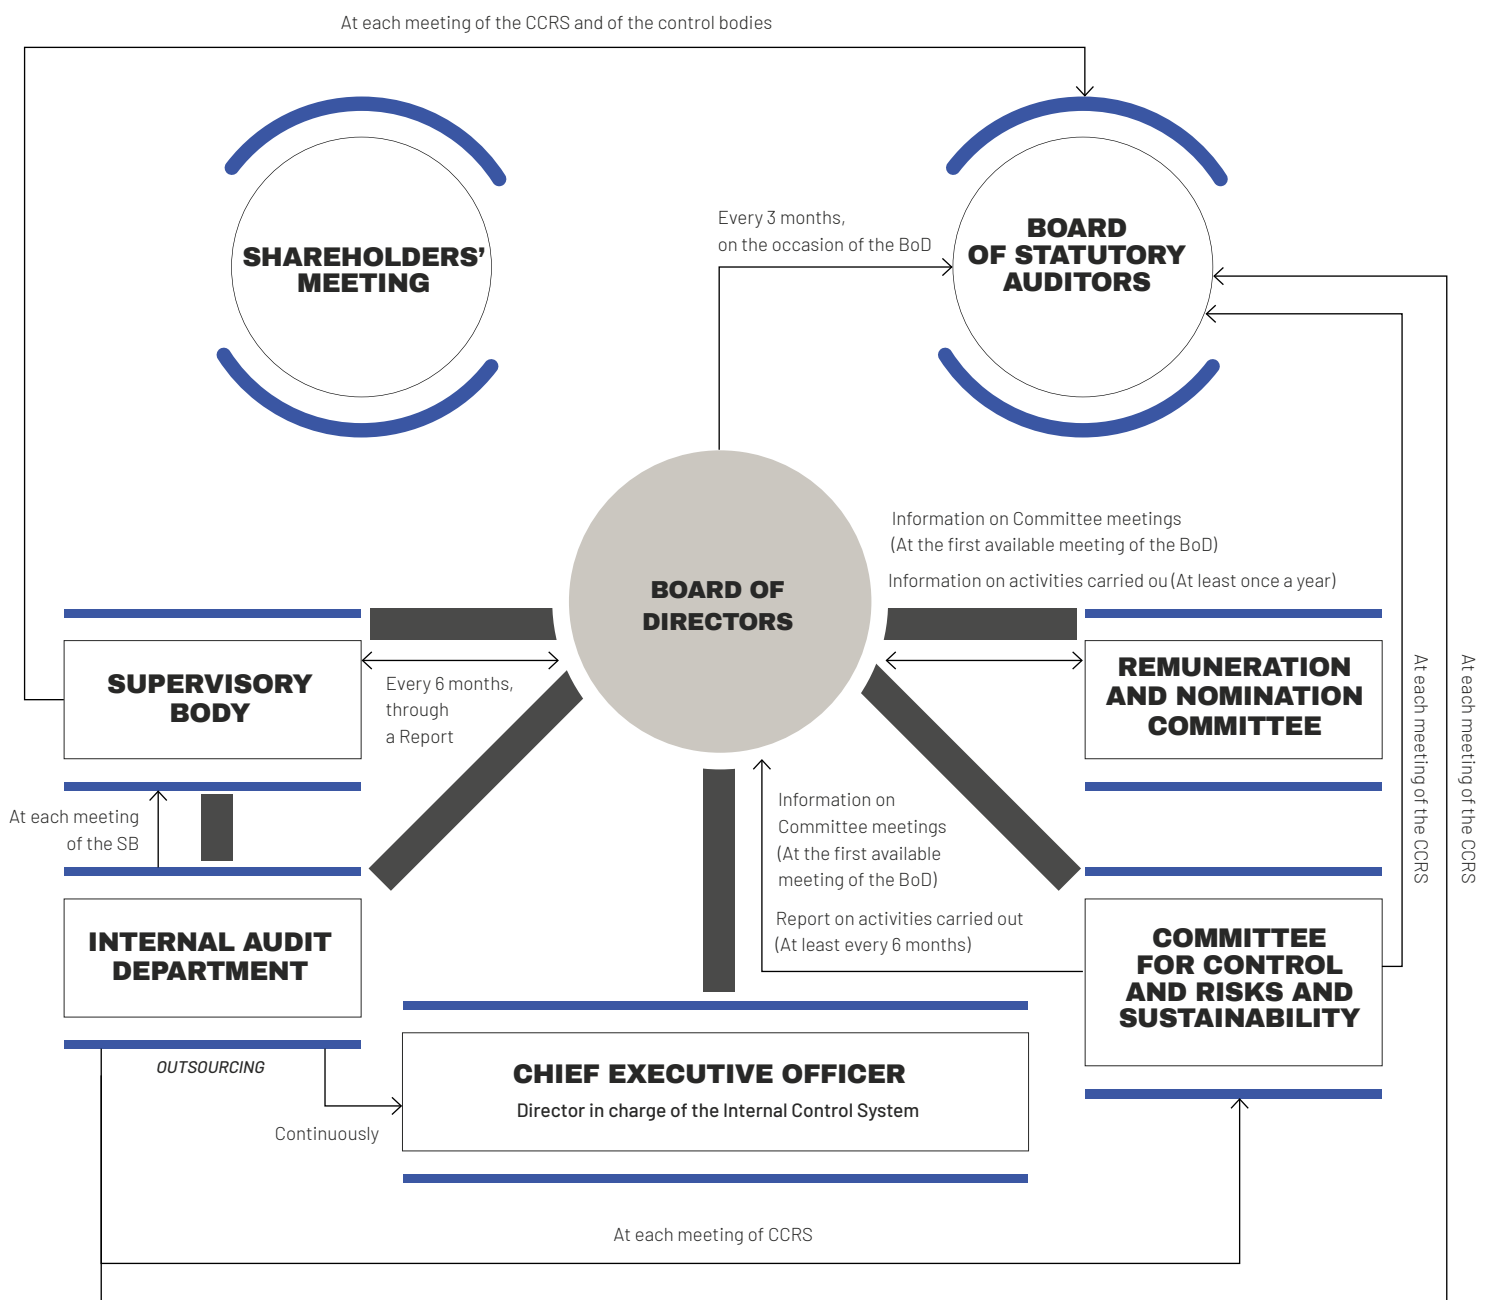 At each meeting of the CCRS and of the control bodies
SHAREHOLDERS’
MEETING
Every 3 months,
on the occasion of the BoD
BOARD
OF STATUTORY
AUDITORS
BOARD OF
DIRECTORS
Information on Committee meetings
(At the first available meeting of the BoD)
Information on activities carried ou (At least once a year)
SUPERVISORY
BODY
Every 6 months,
through
a Report
REMUNERATION
AND NOMINATION
COMMITTEE
At each meeting of the CCRS
At each meeting of the CCRS
At each meeting
of the SB
Information on
Committee meetings
(At the first available
meeting of the BoD)
Report on activities carried out
(At least every 6 months)
INTERNAL AUDIT
DEPARTMENT
COMMITTEE
FOR CONTROL
AND RISKS AND
SUSTAINABILITY
OUTSOURCING
Continuously
CHIEF EXECUTIVE OFFICER
Director in charge of the Internal Control System
At each meeting of CCRS